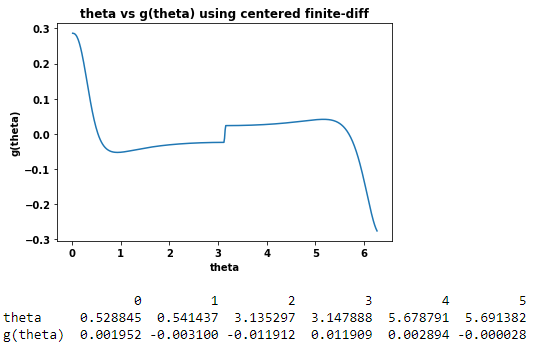 theta vs g(theta) using centered finite-diff
0.3
0.2
0.1
0.0
−0.1
−0.2
−0.3
g(theta)
0 1 2 3 4 5 6
theta
0 1 2 3 4 5
theta 0.528845 0.541437 3.135297 3.147888 5.678791 5.691382
g(theta) 0.001952 -0.003100 -0.011912 0.011909 0.002894 -0.000028